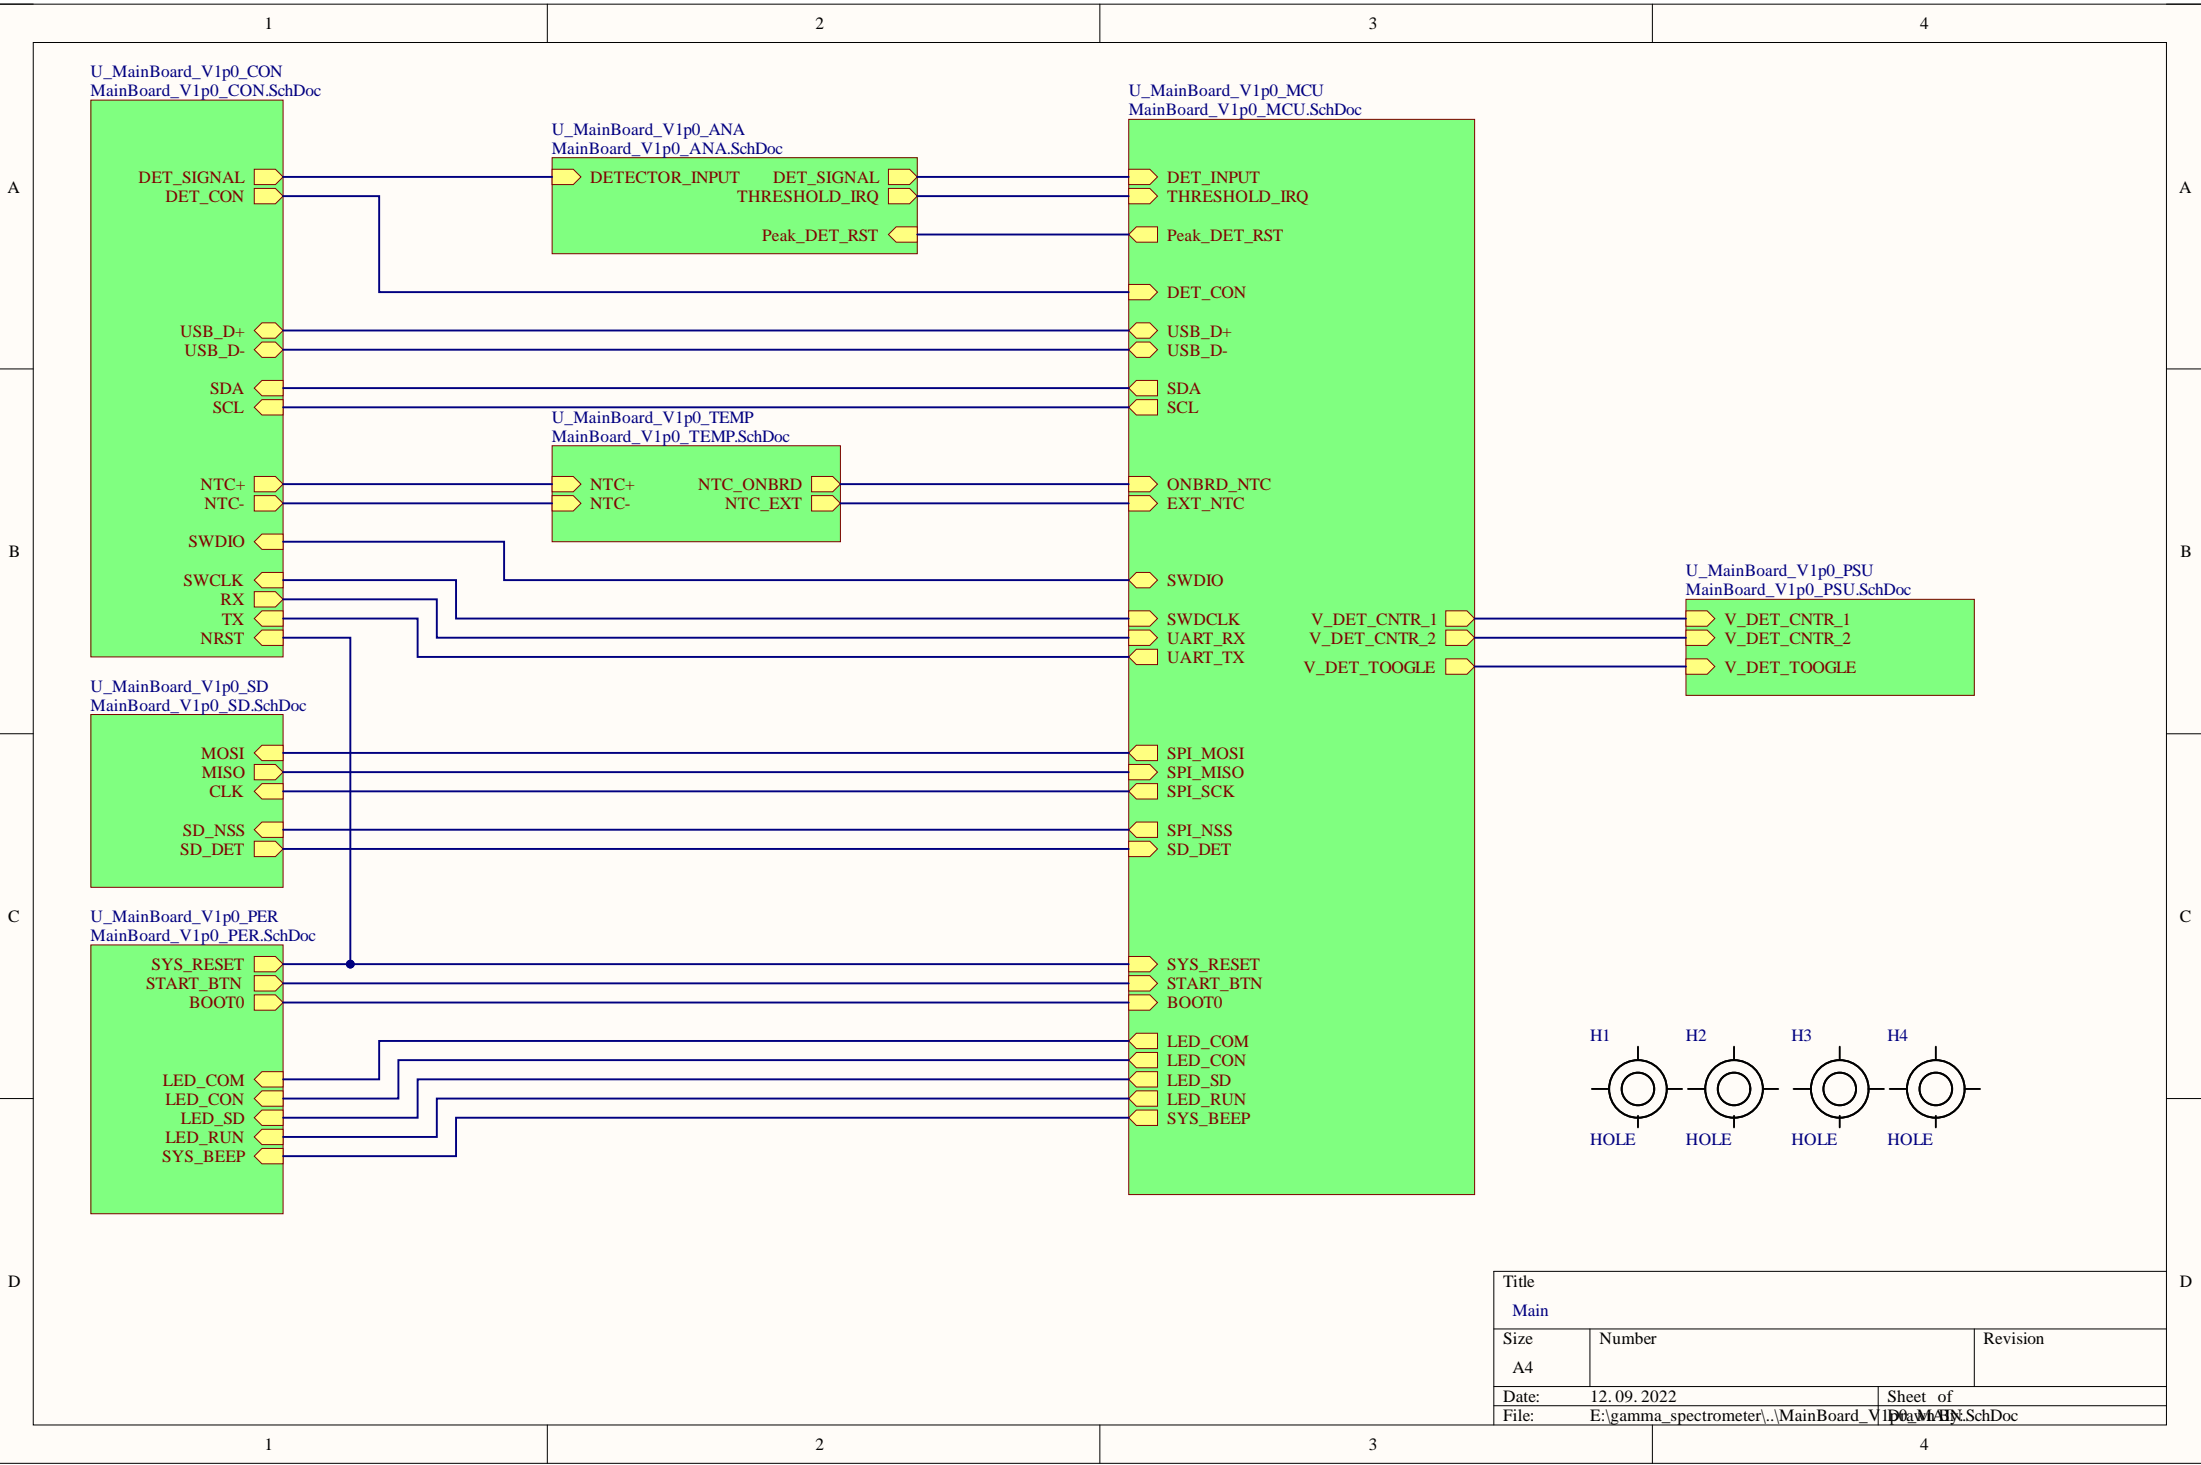 1 2 3 4
A A
B B
C C
D D
U_MainBoard_V1p0_CON
MainBoard_V1p0_CON.SchDoc
DET_SIGNAL
DET_CON
USB_D+
USB_D-
SDA
SCL
NTC+
NTC-
SWDIO
SWCLK
RX
TX
NRST
U_MainBoard_V1p0_SD
MainBoard_V1p0_SD.SchDoc
MOSI
MISO
CLK
SD_NSS
SD_DET
U_MainBoard_V1p0_PER
MainBoard_V1p0_PER.SchDoc
SYS_RESET
START_BTN
BOOT0
LED_COM
LED_CON
LED_SD
LED_RUN
SYS_BEEP
U_MainBoard_V1p0_ANA
MainBoard_V1p0_ANA.SchDoc
DETECTOR_INPUT DET_SIGNAL
THRESHOLD_IRQ
Peak_DET_RST
U_MainBoard_V1p0_TEMP
MainBoard_V1p0_TEMP.SchDoc
NTC+ NTC_ONBRD
NTC- NTC_EXT
U_MainBoard_V1p0_MCU
MainBoard_V1p0_MCU.SchDoc
DET_INPUT
THRESHOLD_IRQ
Peak_DET_RST
DET_CON
USB_D+
USB_D-
SDA
SCL
ONBRD_NTC
EXT_NTC
SWDIO
SWDCLK V_DET_CNTR_1
UART_RX V_DET_CNTR_2
UART_TX V_DET_TOOGLE
SPI_MOSI
SPI_MISO
SPI_SCK
SPI_NSS
SD_DET
SYS_RESET
START_BTN
BOOT0
LED_COM
LED_CON
LED_SD
LED_RUN
SYS_BEEP
U_MainBoard_V1p0_PSU
MainBoard_V1p0_PSU.SchDoc
V_DET_CNTR_1
V_DET_CNTR_2
V_DET_TOOGLE
H1 H2 H3 H4
HOLE HOLE HOLE HOLE
Title
Main
Size Number Revision
A4
Date: 12.09.2022 Sheet of
File: E:\gamma_spectrometer\..\MainBoard_V1p0_MAIN.SchDoc
Drawn By:
1 2 3 4